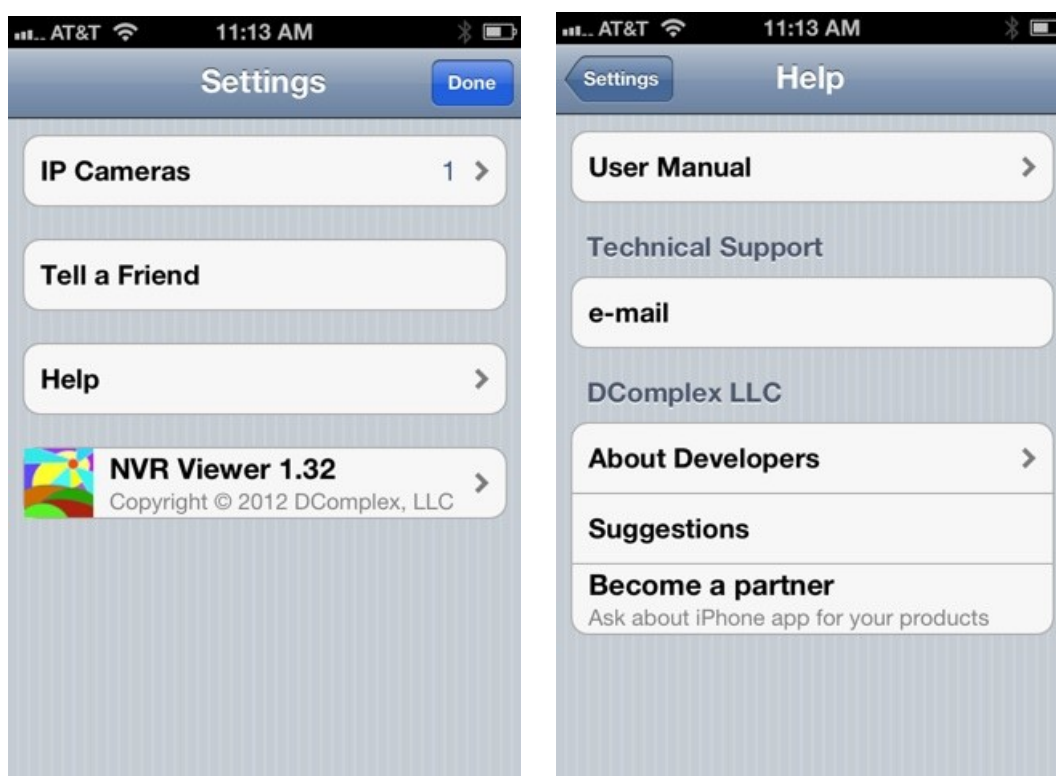 AT&T 11:13 AM
Settings Done
IP Cameras 1
Tell a Friend
Help
NVR Viewer 1.32
Copyright © 2012 DComplex, LLC
AT&T 11:13 AM
Settings Help
User Manual
Technical Support
e-mail
DComplex LLC
About Developers
Suggestions
Become a partner
Ask about iPhone app for your products